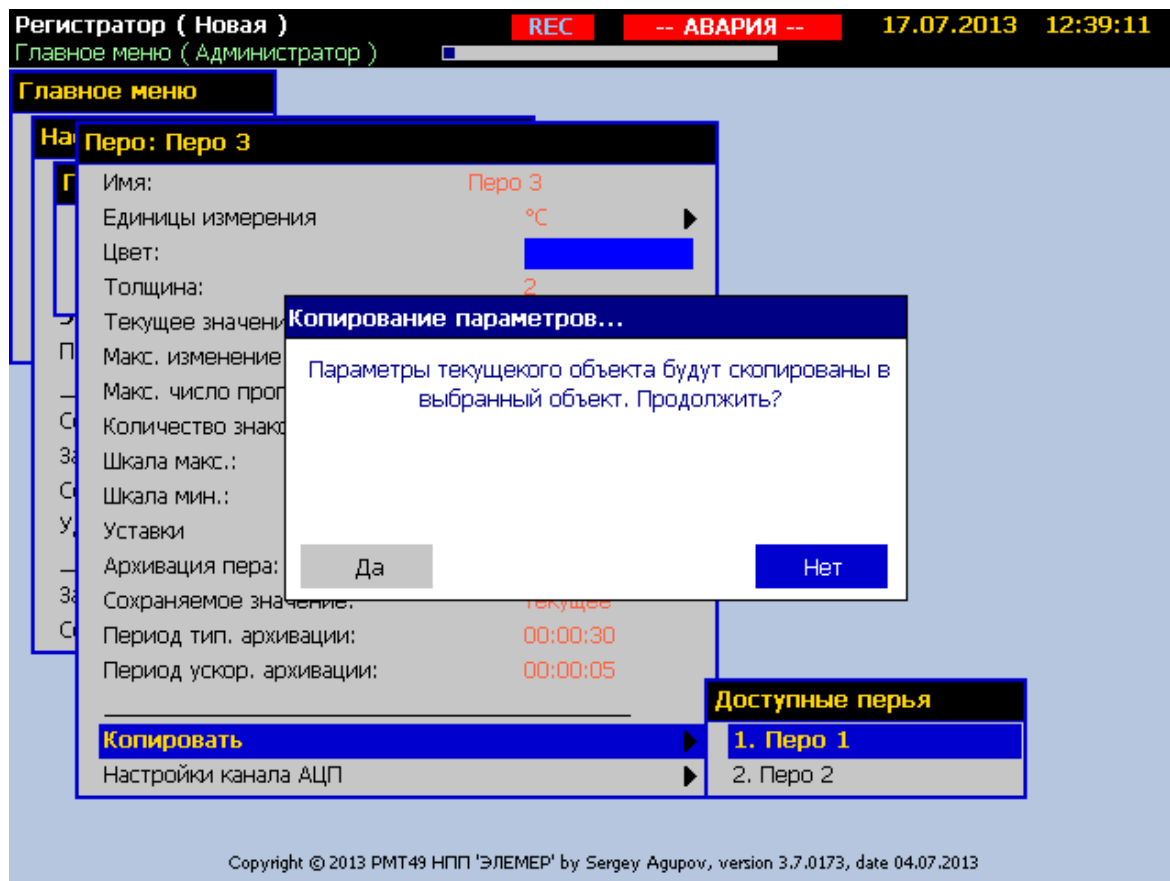 Регистратор ( Новая ) REC -- АВАРИЯ -- 17.07.2013 12:39:11
Главное меню ( Администратор )
Главное меню
Перо: Перо 3
Имя: Перо 3
Единицы измерения °C
Цвет:
Толщина: 2
Копирование параметров...
Параметры текущекого объекта будут скопированы в
выбранный объект. Продолжить?
Текущее
Макс. изменение
Макс. число
Количество
Шкала макс.:
Шкала мин.:
Уставки
Архивация пера:
Да Нет
Сохраняемое значение: текущее
Период тип. архивации: 00:00:30
Период ускор. архивации: 00:00:05
Доступные перья
Копировать 1. Перо 1
Настройки канала АЦП 2. Перо 2
Copyright © 2013 РМТ49 НПП 'ЭЛЕМЕР' by Sergey Agupov, version 3.7.0173, date 04.07.2013